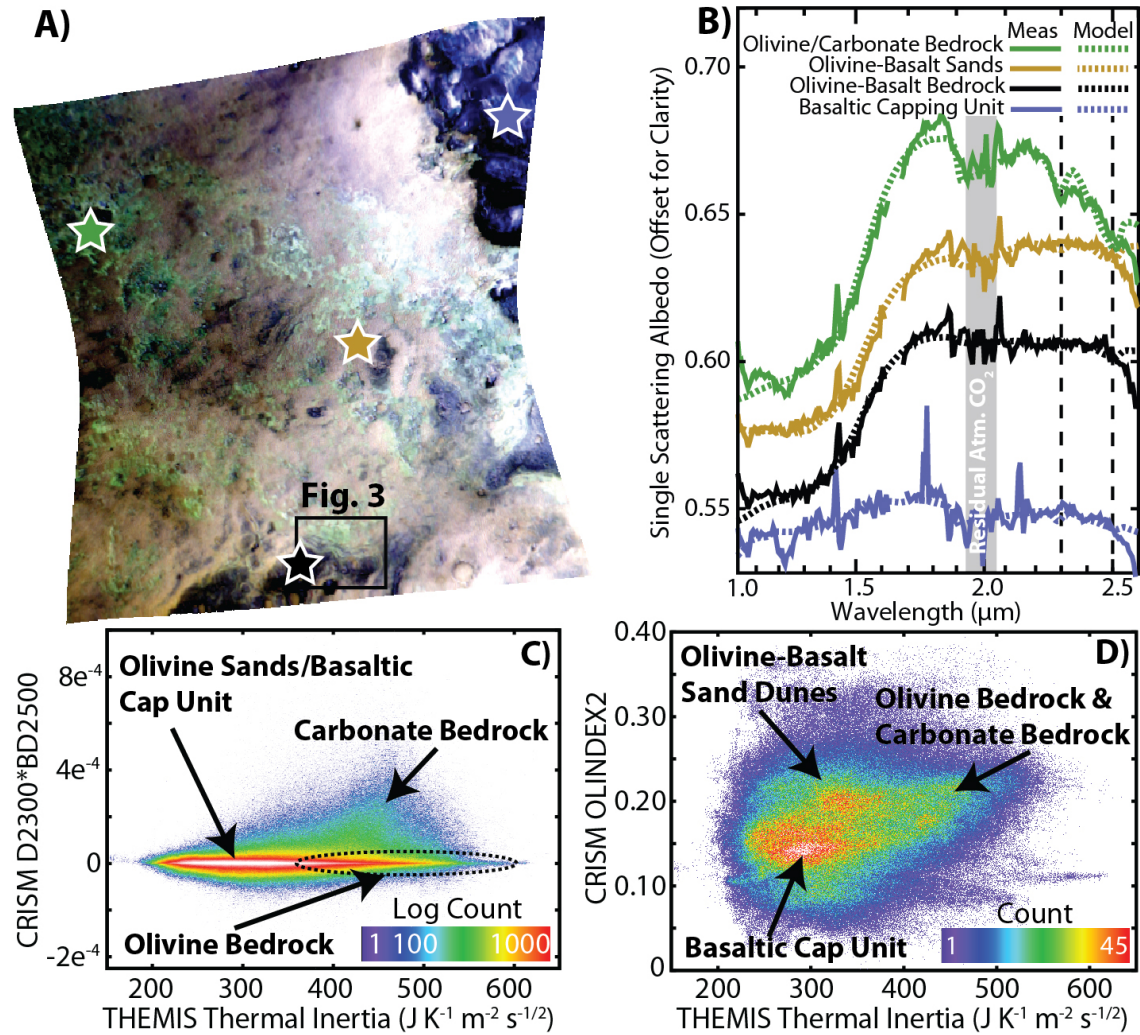 A)
Fig. 3
B)
Meas Model
Olivine/Carbonate Bedrock
Olivine-Basalt Sands
Olivine-Basalt Bedrock
Basaltic Capping Unit
Single Scattering Albedo (Offset for Clarity)
0.70
0.65
0.60
0.55
Residual Atm. CO2
1.0 1.5 2.0 2.5
Wavelength (μm)
C)
CRISM D2300*BD2500
8e-4
4e-4
0
-2e-4
Olivine Sands/Basaltic
Cap Unit
Carbonate Bedrock
Olivine Bedrock
Log Count
1 100 1000
200 300 400 500 600
THEMIS Thermal Inertia (J K-1 m-2 s-1/2)
D)
CRISM OLINDEX2
0.40
0.30
0.20
0.10
0
Olivine-Basalt
Sand Dunes
Olivine Bedrock &
Carbonate Bedrock
Basaltic Cap Unit
Count
1 45
200 300 400 500 600
THEMIS Thermal Inertia (J K-1 m-2 s-1/2)